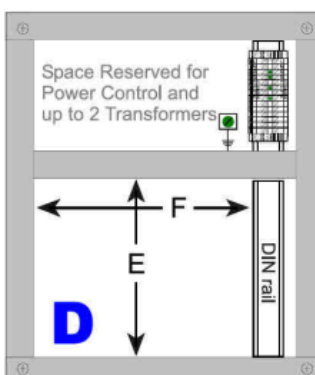 Space Reserved for
Power Control and
up to 2 Transformers
F
E
DIN rail
D